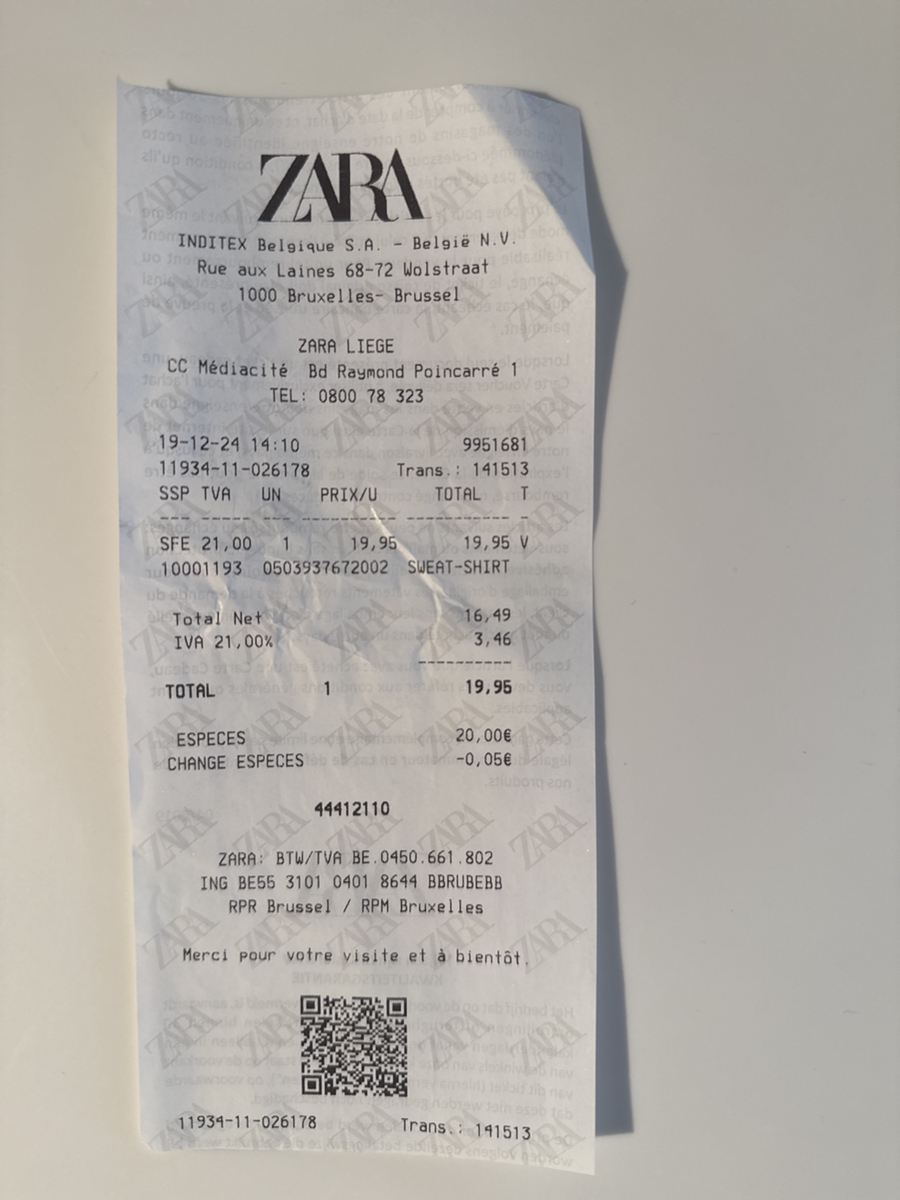 ZARA
INDITEX Belgique S.A. - België N.V.
Rue aux Laines 68-72 Wolstraat
1000 Bruxelles- Brussel
ZARA LIEGE
CC Médiacité Bd Raymond Poincarré 1
TEL: 0800 78 323
19-12-24 14:10 9951681
11934-11-026178 Trans.: 141513
SSP TVA UN PRIX/U TOTAL T
--- ---- --- ---------- ----------- -
SFE 21,00 1 19,95 19,95 V
10001193 0503937672002 SWEAT-SHIRT
Total Net 16,49
IVA 21,00% 3,46
----------
TOTAL 1 19,95
ESPECES 20,00€
CHANGE ESPECES -0,05€
44412110
ZARA: BTW/TVA BE.0450.661.802
ING BE55 3101 0401 8644 BBRUBEBB
RPR Brussel / RPM Bruxelles
Merci pour votre visite et à bientôt.
11934-11-026178 Trans.: 141513